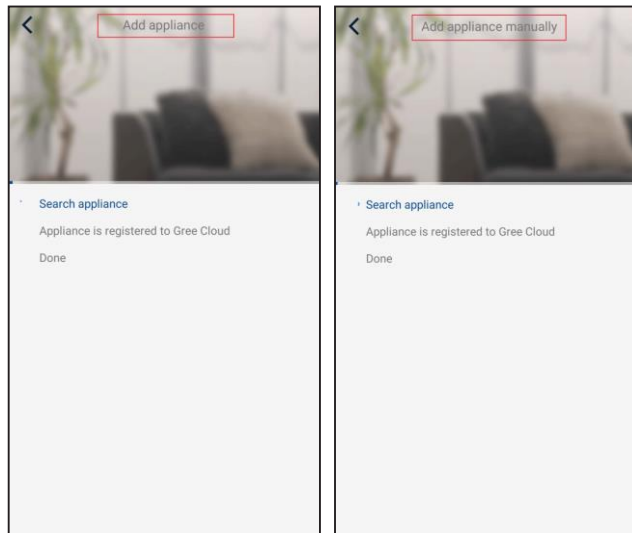 Add appliance
Search appliance
Appliance is registered to Gree Cloud
Done
Add appliance manually
Search appliance
Appliance is registered to Gree Cloud
Done